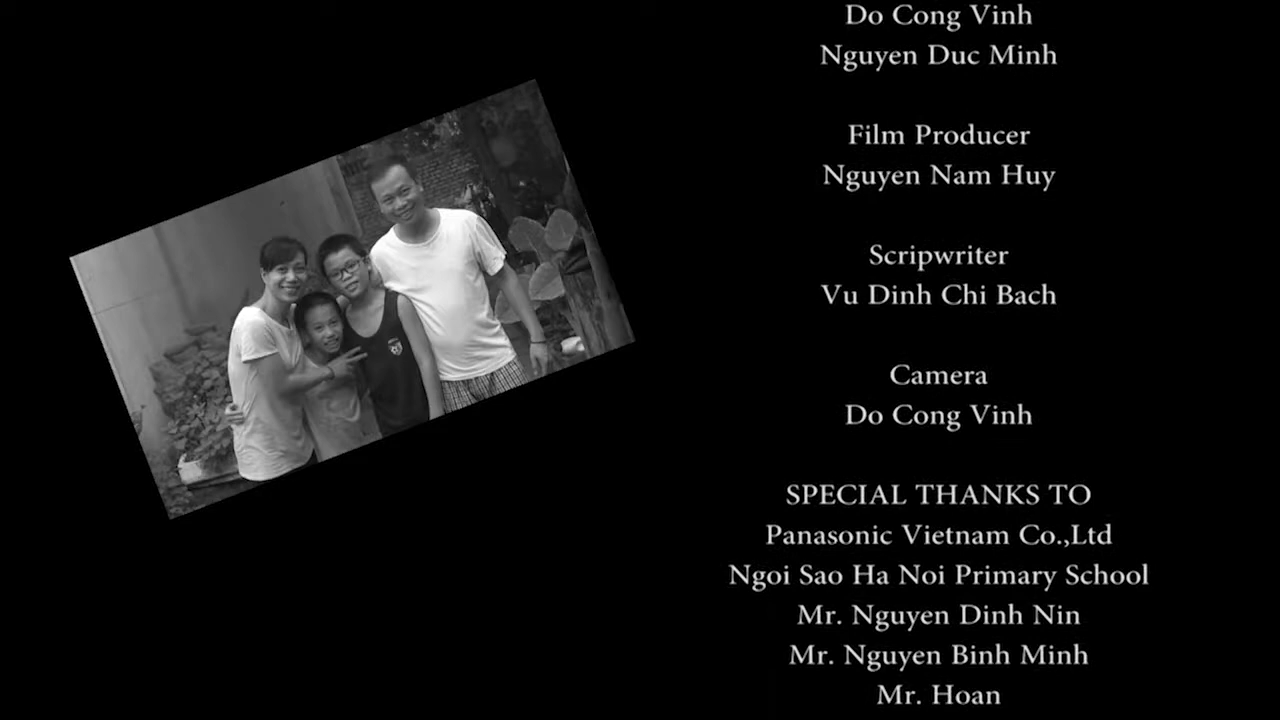 Do Cong Vinh
Nguyen Duc Minh
Film Producer
Nguyen Nam Huy
Scripwriter
Vu Dinh Chi Bach
Camera
Do Cong Vinh
SPECIAL THANKS TO
Panasonic Vietnam Co.,Ltd
Ngoi Sao Ha Noi Primary School
Mr. Nguyen Dinh Nin
Mr. Nguyen Binh Minh
Mr. Hoan